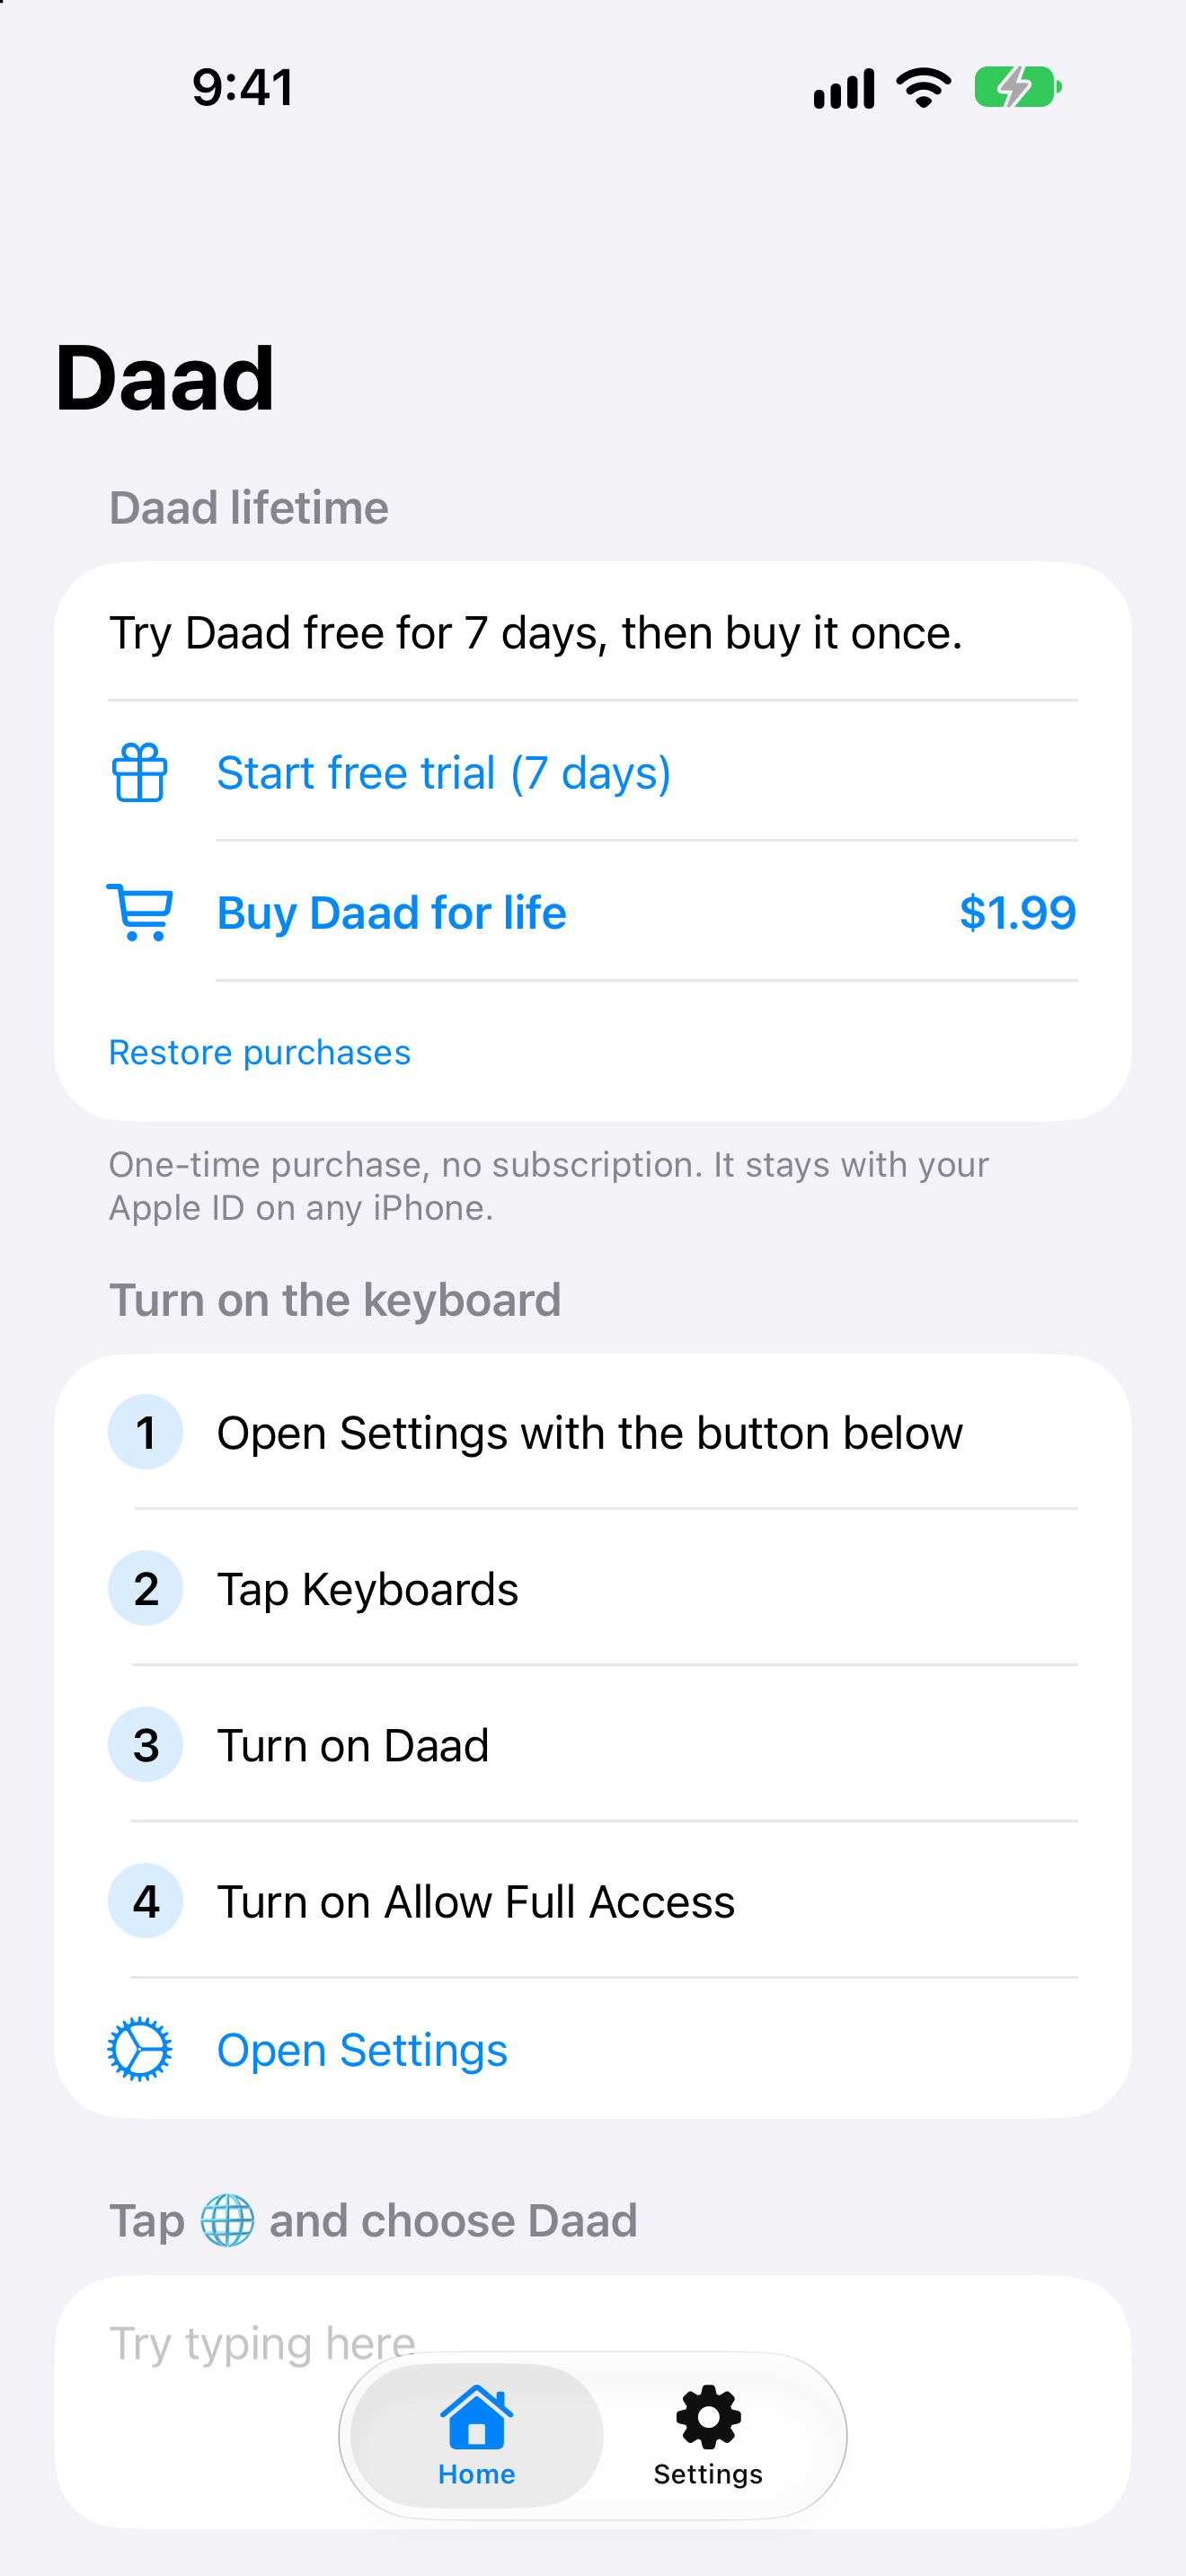 9:41
Daad
Daad lifetime
Try Daad free for 7 days, then buy it once.
Start free trial (7 days)
Buy Daad for life $1.99
Restore purchases
One-time purchase, no subscription. It stays with your
Apple ID on any iPhone.
Turn on the keyboard
1 Open Settings with the button below
2 Tap Keyboards
3 Turn on Daad
4 Turn on Allow Full Access
Open Settings
Tap 🌐 and choose Daad
Try typing here
Home Settings